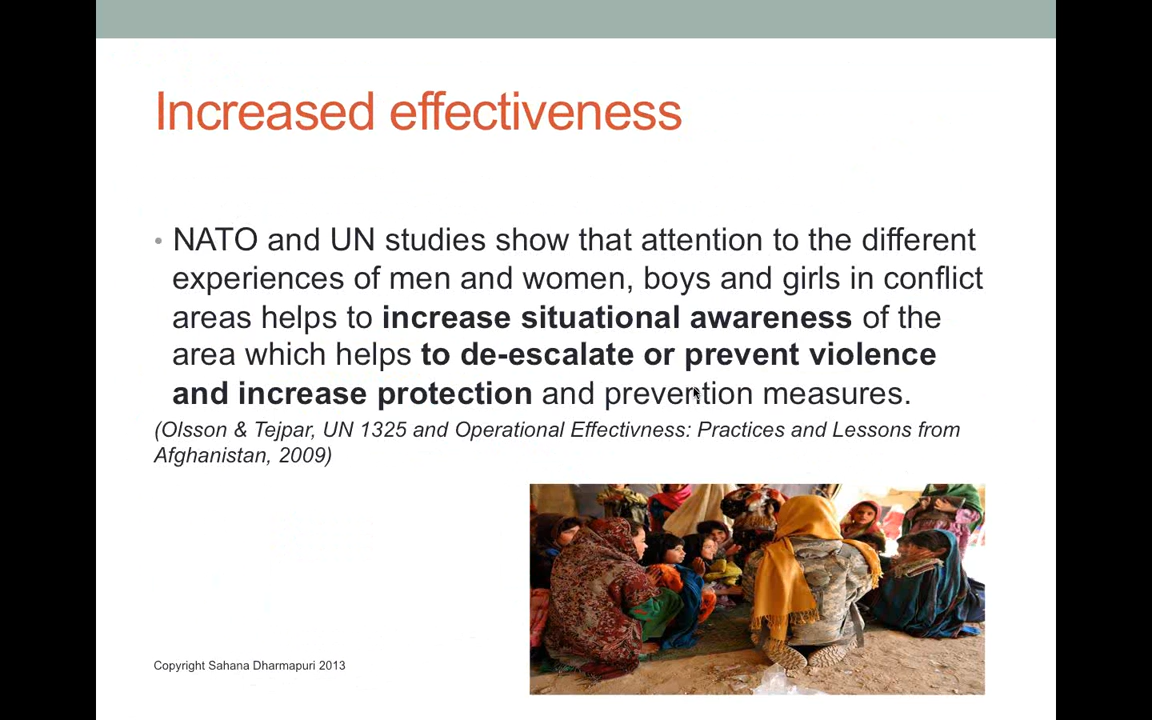 Increased effectiveness
• NATO and UN studies show that attention to the different
experiences of men and women, boys and girls in conflict
areas helps to increase situational awareness of the
area which helps to de-escalate or prevent violence
and increase protection and prevention measures.
(Olsson & Tejpar, UN 1325 and Operational Effectivness: Practices and Lessons from
Afghanistan, 2009)
Copyright Sahana Dharmapuri 2013